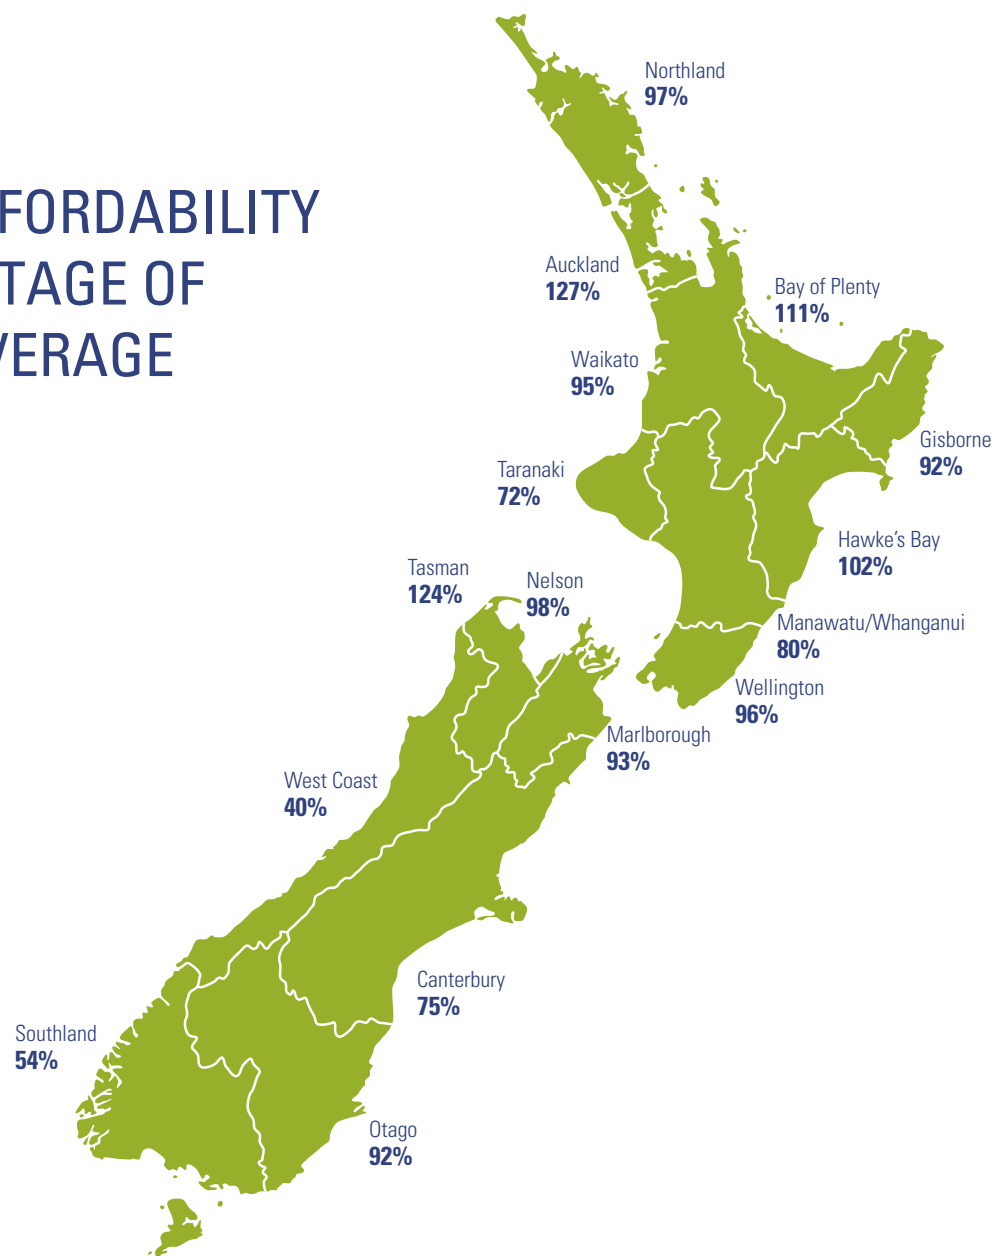 FORDABILITY
TAGE OF
VERAGE
Northland
97%
Auckland
127%
Bay of Plenty
111%
Waikato
95%
Gisborne
92%
Taranaki
72%
Hawke’s Bay
102%
Tasman
124%
Nelson
98%
Manawatu/Whanganui
80%
Wellington
96%
Marlborough
93%
West Coast
40%
Canterbury
75%
Southland
54%
Otago
92%